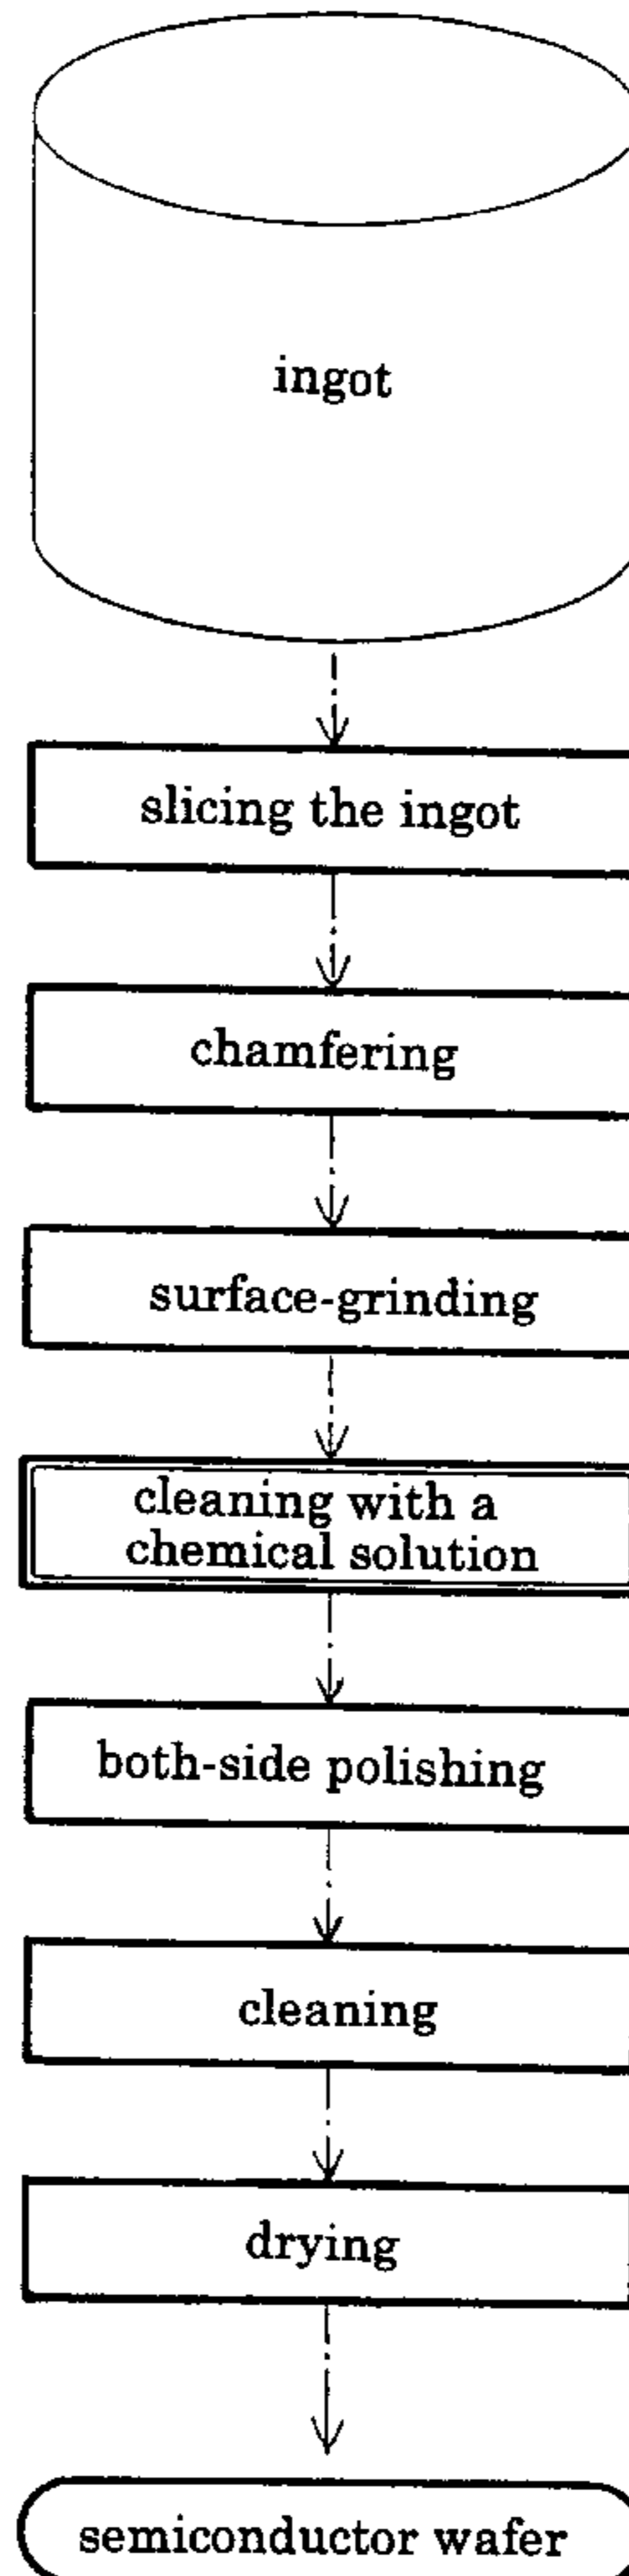 ingot
slicing the ingot
chamfering
surface-grinding
cleaning with a
chemical solution
both-side polishing
cleaning
drying
semiconductor wafer